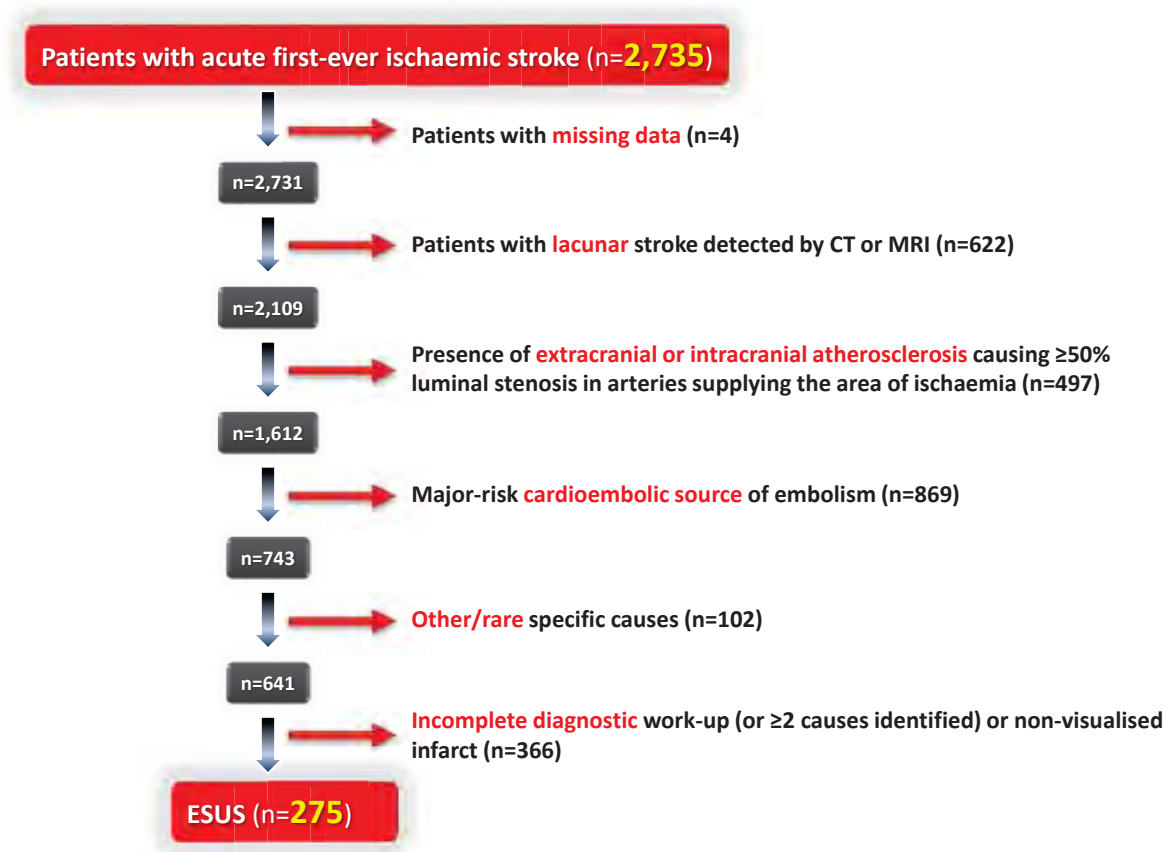 Patients with acute first-ever ischaemic stroke (n=2,735)
Patients with missing data (n=4)
n=2,731
Patients with lacunar stroke detected by CT or MRI (n=622)
n=2,109
Presence of extracranial or intracranial atherosclerosis causing ≥50%
luminal stenosis in arteries supplying the area of ischaemia (n=497)
n=1,612
Major-risk cardioembolic source of embolism (n=869)
n=743
Other/rare specific causes (n=102)
n=641
Incomplete diagnostic work-up (or ≥2 causes identified) or non-visualised
infarct (n=366)
ESUS (n=275)